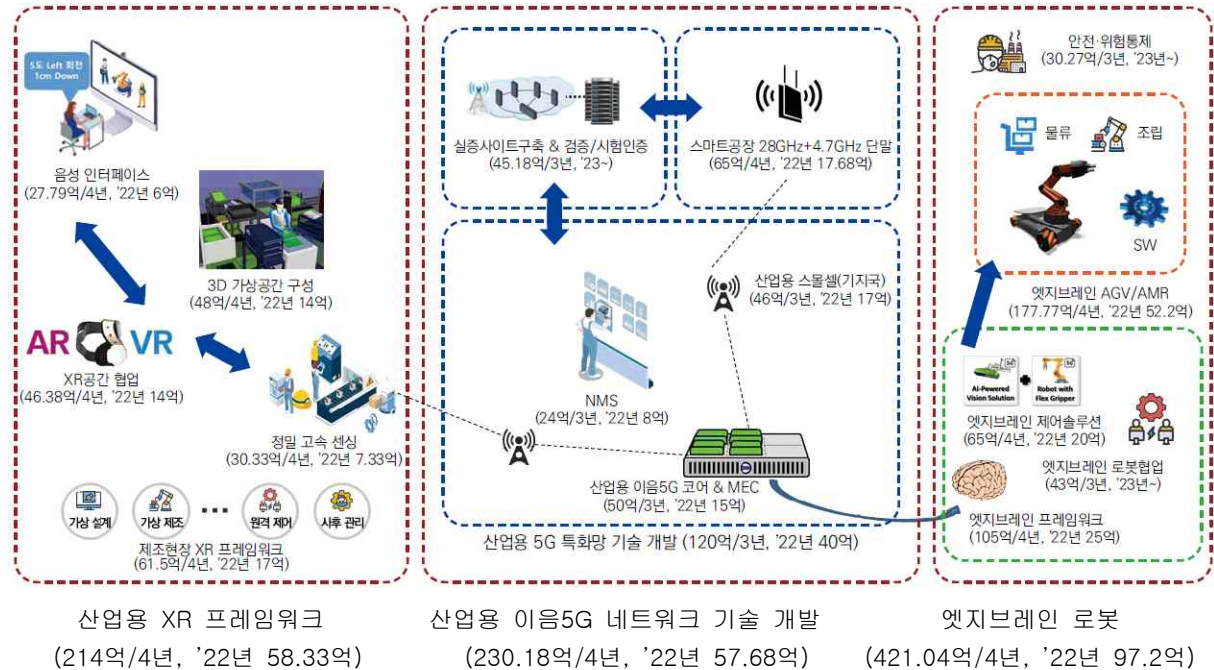 5도 Left 회전
1cm Down
음성 인터페이스
(27.79억/4년, '22년 6억)
3D 가상공간 구성
(48억/4년, '22년 14억)
AR VR
XR공간 협업
(46.38억/4년, '22년 14억)
정밀 고속 센싱
(30.33억/4년, '22년 7.33억)
가상 설계
가상 제조
•••
원격 제어
사후 관리
제조현장 XR 프레임워크
(61.5억/4년, '22년 17억)
실증사이트구축 & 검증/시험인증
(45.18억/3년, '23~)
스마트공장 28GHz+4.7GHz 단말
(65억/4년, '22년 17.68억)
산업용 스몰셀(기지국)
(46억/3년, '22년 17억)
NMS
(24억/3년, '22년 8억)
산업용 이음5G 코어 & MEC
(50억/3년, '22년 15억)
산업용 5G 특화망 기술 개발 (120억/3년, '22년 40억)
안전·위험통제
(30.27억/3년, '23년~)
물류
조립
SW
엣지브레인 AGV/AMR
(177.77억/4년, '22년 52.2억)
AI-Powered
Vision Solution
Robot with
Flex Gripper
엣지브레인 제어솔루션
(65억/4년, '22년 20억)
엣지브레인 로봇협업
(43억/3년, '23년~)
엣지브레인 프레임워크
(105억/4년, '22년 25억)
산업용 XR 프레임워크
(214억/4년, '22년 58.33억)
산업용 이음5G 네트워크 기술 개발
(230.18억/4년, '22년 57.68억)
엣지브레인 로봇
(421.04억/4년, '22년 97.2억)